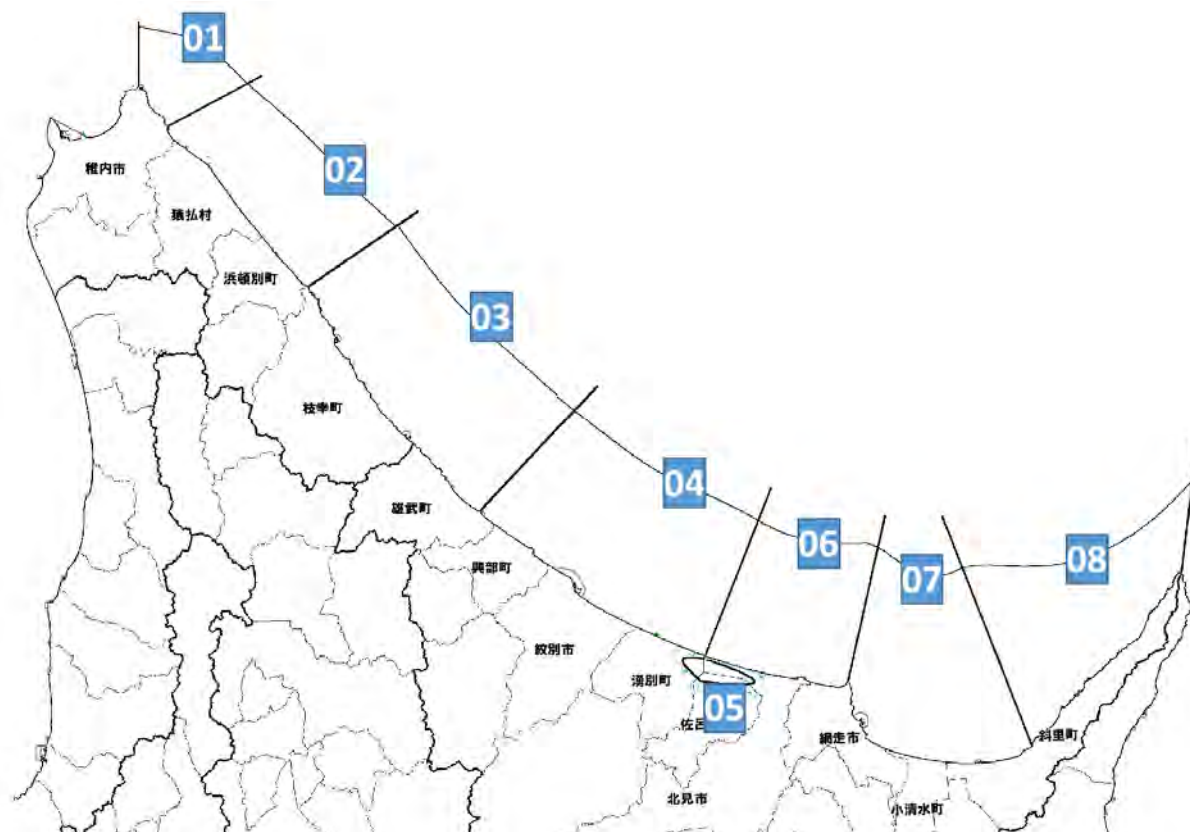 01
02
稚内市
猿払村
浜頓別町
03
枝幸町
04
雄武町
06
08
興部町
07
紋別市
湧別町
05
佐呂
網走市
斜里町
北見市
小清水町